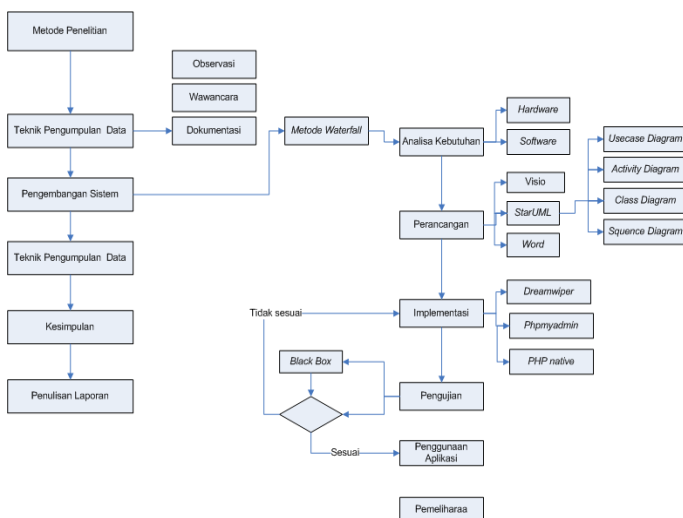 Metode Penelitian
Observasi
Wawancara
Teknik Pengumpulan Data
Dokumentasi
Metode Waterfall
Analisa Kebutuhan
Hardware
Software
Usecase Diagram
Activity Diagram
Class Diagram
Squence Diagram
Pengembangan Sistem
Visio
StarUML
Word
Perancangan
Teknik Pengumpulan Data
Kesimpulan
Tidak sesuai
Implementasi
Dreamwiper
Phpmyadmin
PHP native
Black Box
Penulisan Laporan
Pengujian
Sesuai
Penggunaan
Aplikasi
Pemeliharaa